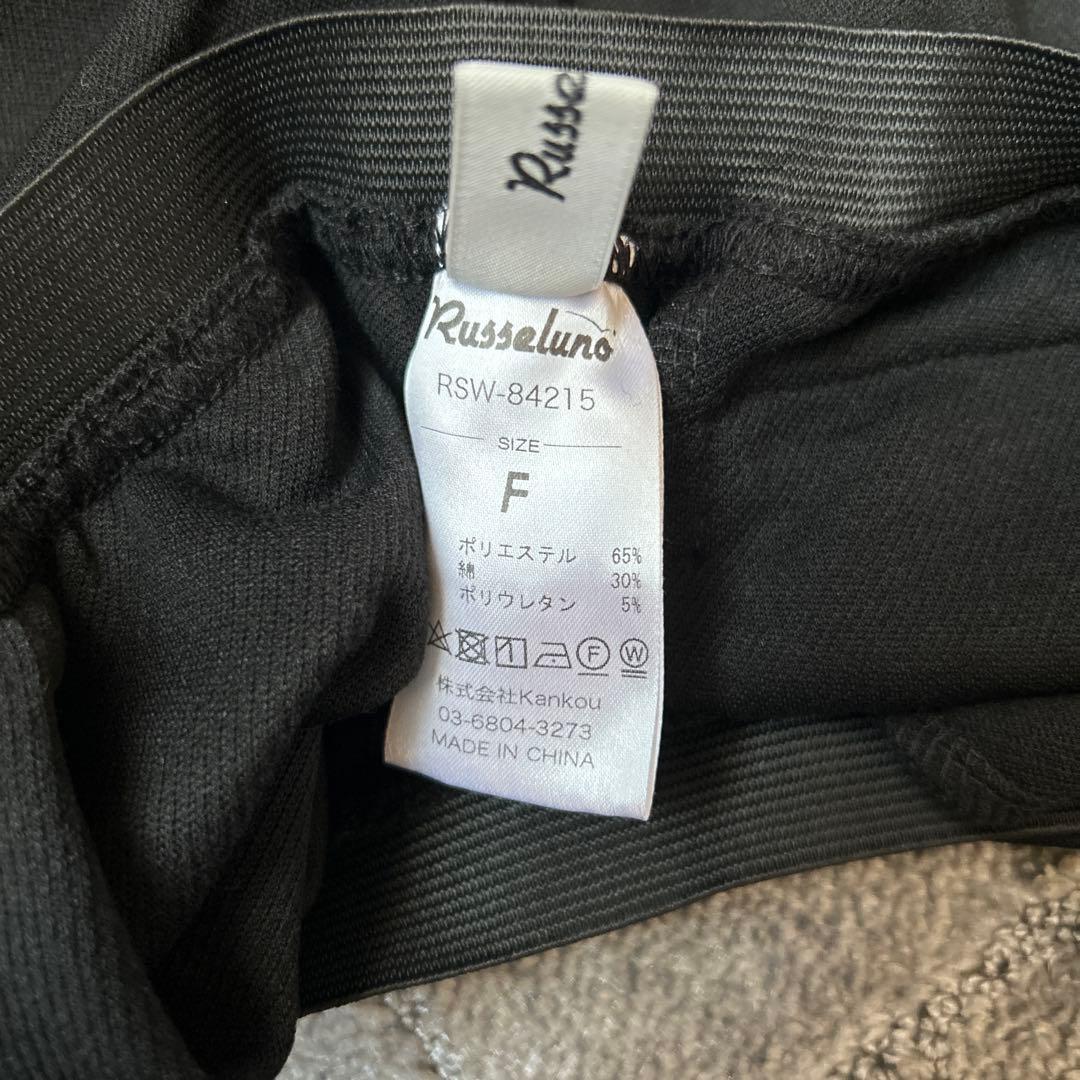 Russe
Russeluno
RSW-84215
SIZE
F
ポリエステル 65%
綿 30%
ポリウレタン 5%
F W
株式会社Kankou
03-6804-3273
MADE IN CHINA